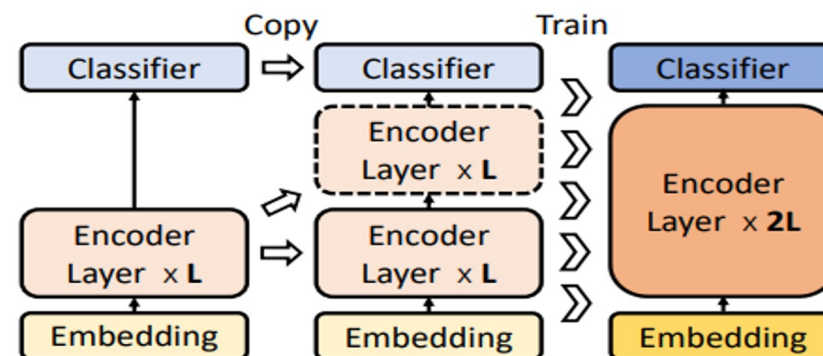 Copy
Train
Classifier
Classifier
Classifier
Encoder
Layer x L
Encoder
Layer x 2L
Encoder
Layer x L
Encoder
Layer x L
Embedding
Embedding
Embedding